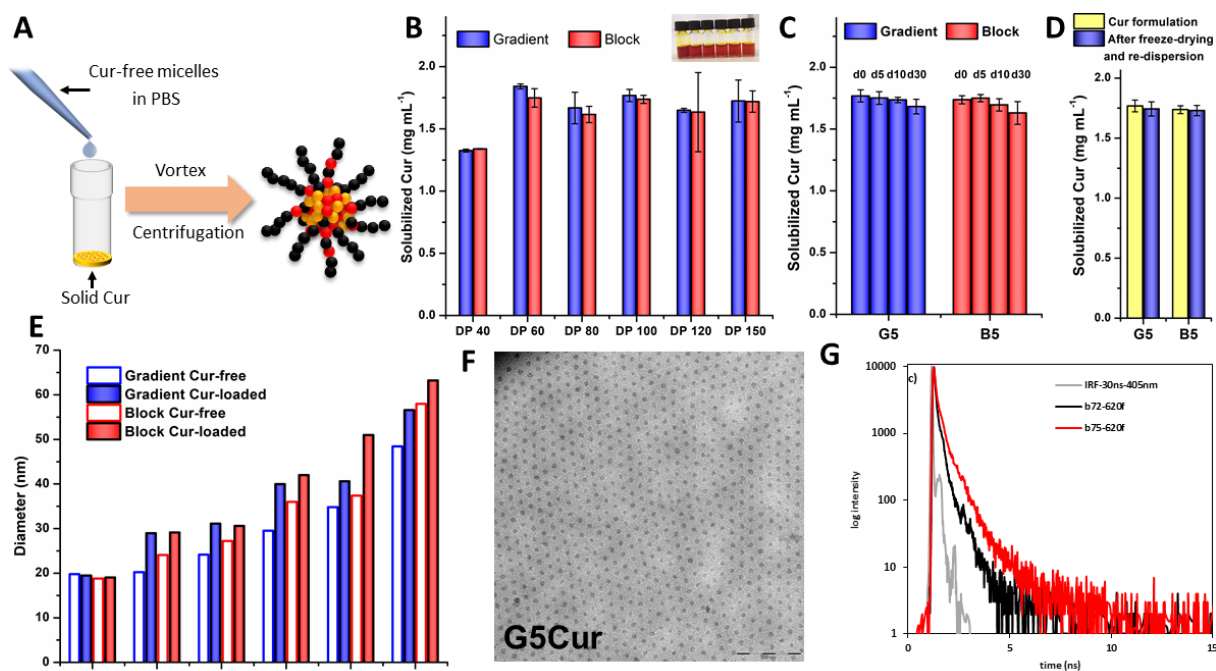 A
Cur-free micelles
in PBS
Vortex
Centrifugation
Solid Cur
B
Gradient
Block
Solubilized Cur (mg mL⁻¹)
2.0
1.5
1.0
0.5
0.0
DP 40
DP 60
DP 80
DP 100
DP 120
DP 150
C
Gradient
Block
d0 d5 d10 d30
d0 d5 d10 d30
Solubilized Cur (mg mL⁻¹)
2.0
1.5
1.0
0.5
0.0
G5
B5
D
Cur formulation
After freeze-drying
and re-dispersion
Solubilized Cur (mg mL⁻¹)
2.0
1.5
1.0
0.5
0.0
G5
B5
E
Gradient Cur-free
Gradient Cur-loaded
Block Cur-free
Block Cur-loaded
Diameter (nm)
70
60
50
40
30
20
10
0
F
G5Cur
G
c)
IRF-30ns-405nm
b72-620f
b75-620f
log intensity
10000
1000
100
10
1
0
5
10
15
time (ns)